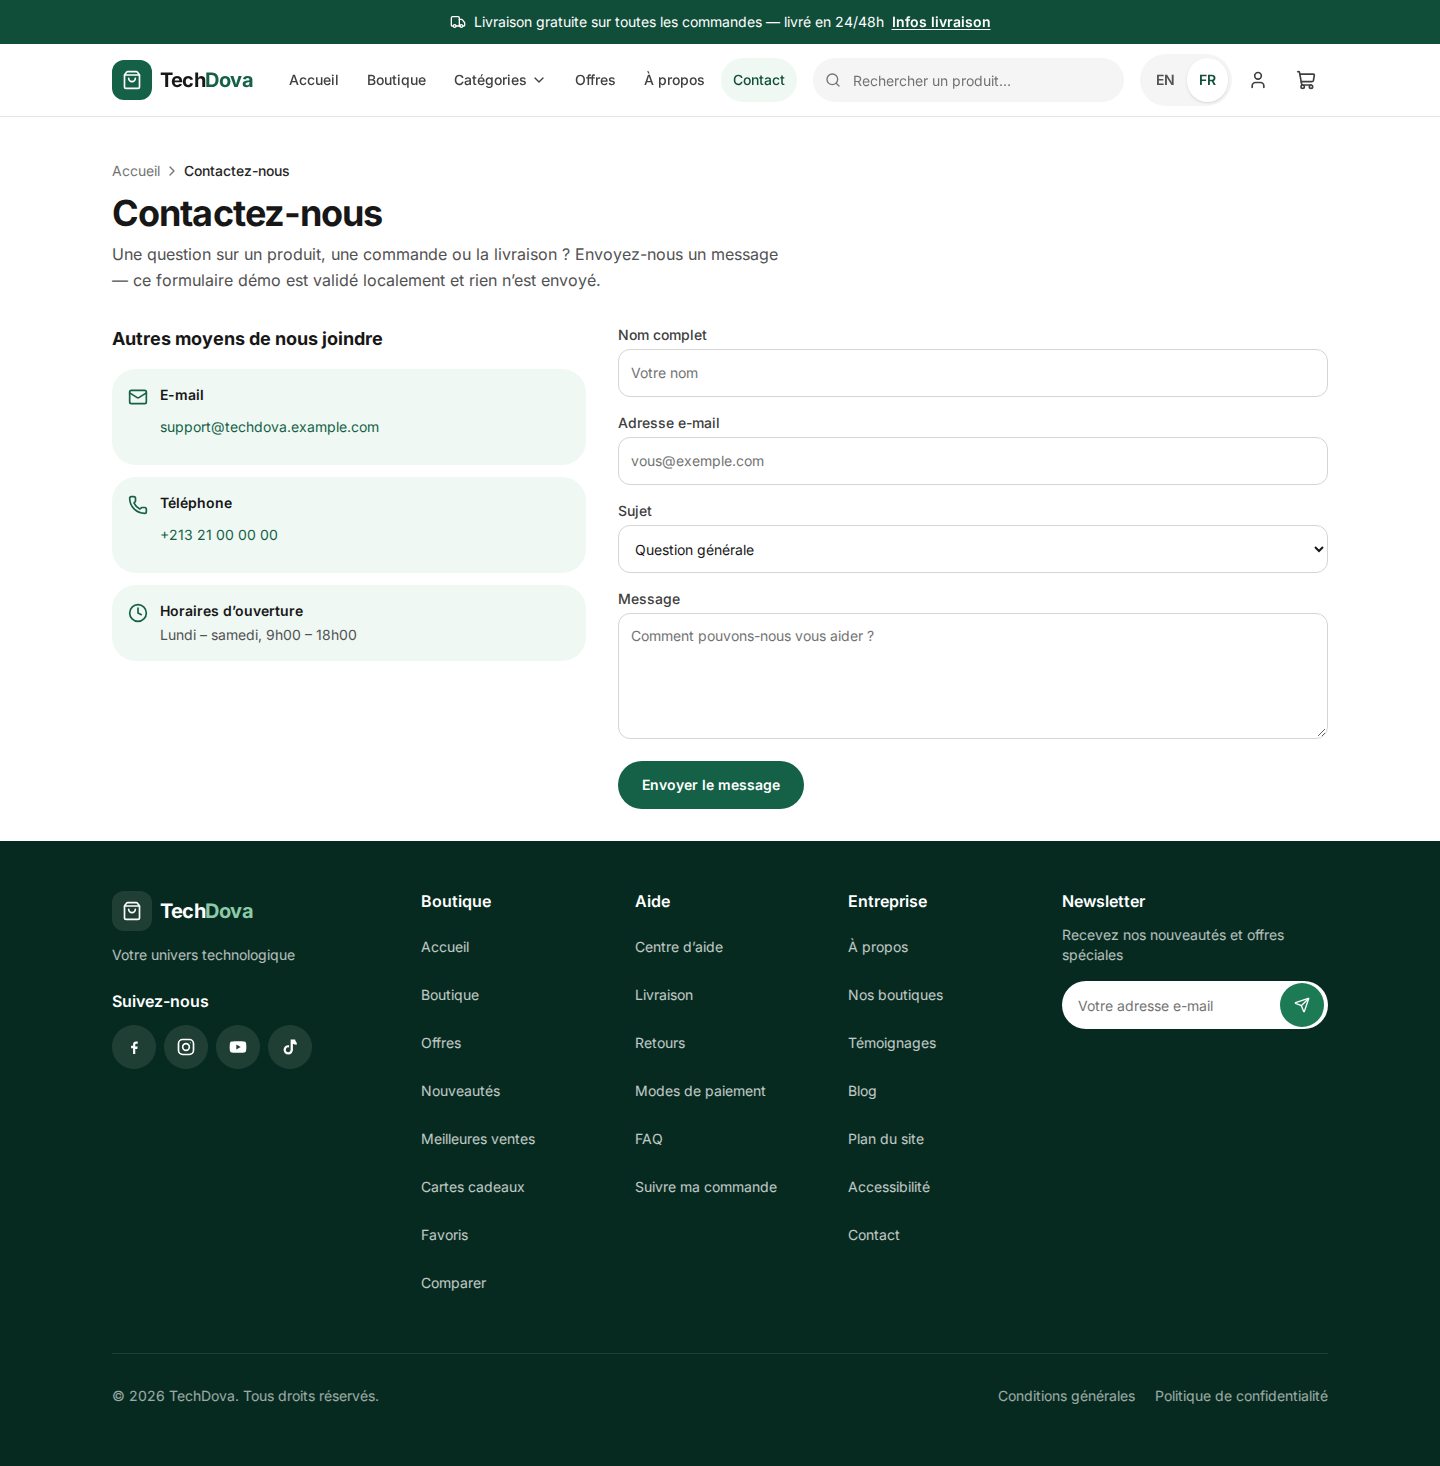 Livraison gratuite sur toutes les commandes — livré en 24/48h Infos livraison
TechDova
Accueil
Boutique
Catégories
Offres
À propos
Contact
Rechercher un produit...
EN
FR
Accueil
Contactez-nous
Contactez-nous
Une question sur un produit, une commande ou la livraison ? Envoyez-nous un message
— ce formulaire démo est validé localement et rien n’est envoyé.
Autres moyens de nous joindre
E-mail
support@techdova.example.com
Téléphone
+213 21 00 00 00
Horaires d’ouverture
Lundi – samedi, 9h00 – 18h00
Nom complet
Votre nom
Adresse e-mail
vous@exemple.com
Sujet
Question générale
Message
Comment pouvons-nous vous aider ?
Envoyer le message
TechDova
Votre univers technologique
Suivez-nous
Boutique
Accueil
Boutique
Offres
Nouveautés
Meilleures ventes
Cartes cadeaux
Favoris
Comparer
Aide
Centre d’aide
Livraison
Retours
Modes de paiement
FAQ
Suivre ma commande
Entreprise
À propos
Nos boutiques
Témoignages
Blog
Plan du site
Accessibilité
Contact
Newsletter
Recevez nos nouveautés et offres
spéciales
Votre adresse e-mail
© 2026 TechDova. Tous droits réservés.
Conditions générales
Politique de confidentialité